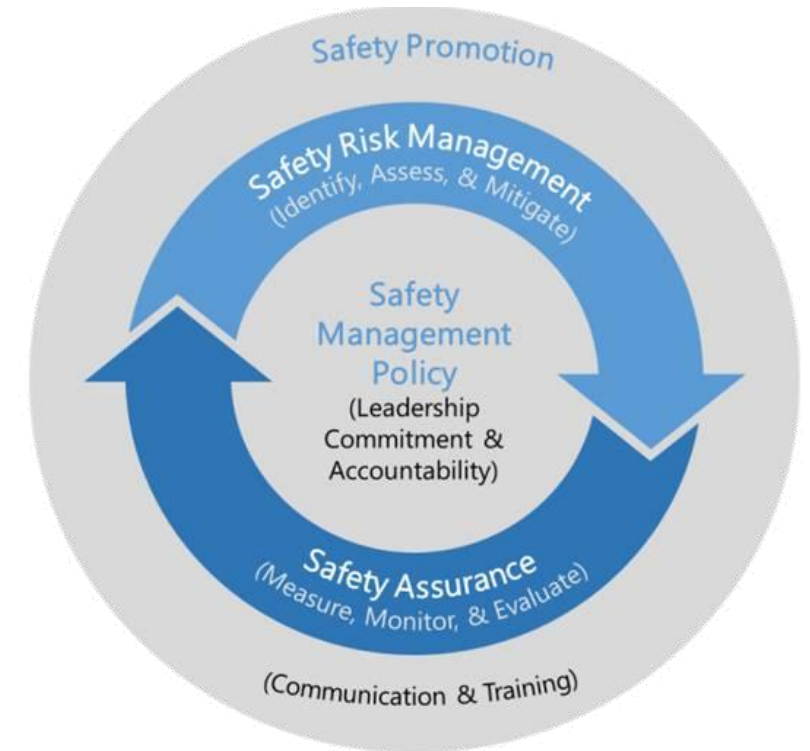 Safety Promotion
Safety Risk Management
(Identify, Assess, & Mitigate)
Safety
Management
Policy
(Leadership
Commitment &
Accountability)
Safety Assurance
(Measure, Monitor, & Evaluate)
(Communication & Training)